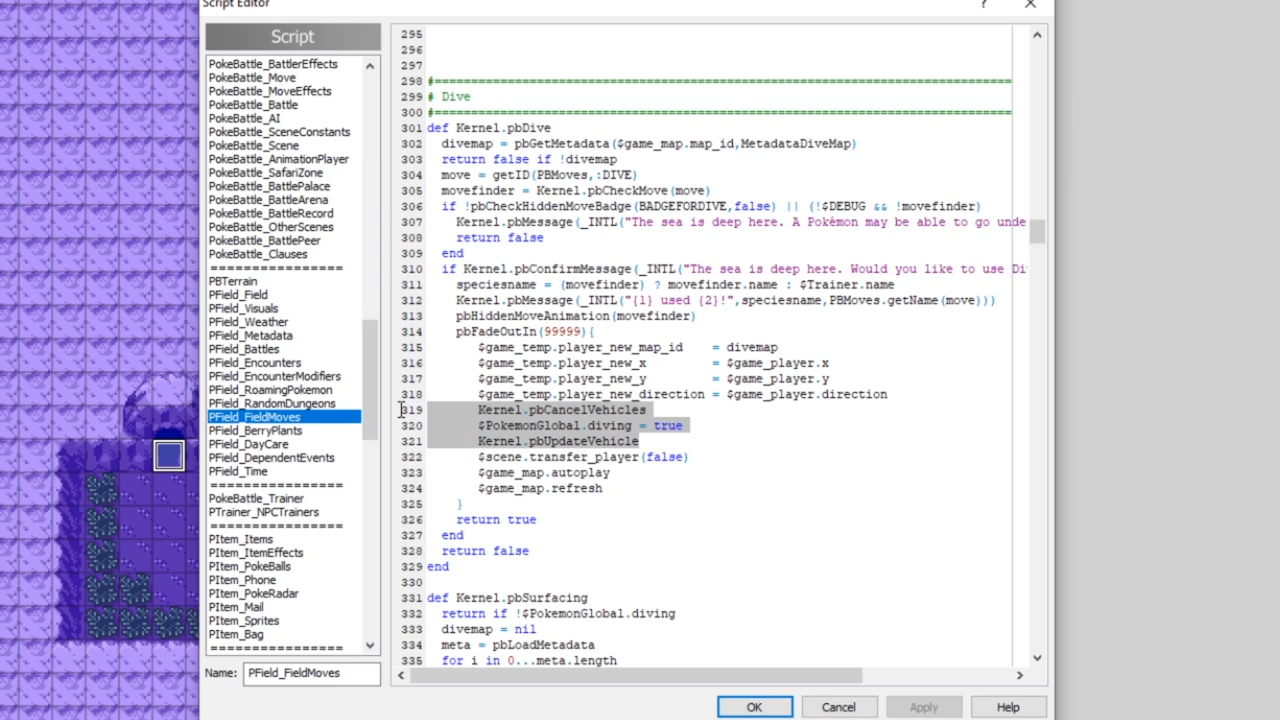 Script Editor
?
Script
PokeBattle_BattlerEffects
PokeBattle_Move
PokeBattle_MoveEffects
PokeBattle_Battle
PokeBattle_AI
PokeBattle_SceneConstants
PokeBattle_Scene
PokeBattle_AnimationPlayer
PokeBattle_SafariZone
PokeBattle_BattlePalace
PokeBattle_BattleArena
PokeBattle_BattleRecord
PokeBattle_OtherScenes
PokeBattle_BattlePeer
PokeBattle_Clauses
================
PBTerrain
PField_Field
PField_Visuals
PField_Weather
PField_Metadata
PField_Battles
PField_Encounters
PField_EncounterModifiers
PField_RoamingPokemon
PField_RandomDungeons
PField_FieldMoves
PField_BerryPlants
PField_DayCare
PField_DependentEvents
PField_Time
================
PokeBattle_Trainer
PTrainer_NPCTrainers
================
PItem_Items
PItem_ItemEffects
PItem_PokeBalls
PItem_Phone
PItem_PokeRadar
PItem_Mail
PItem_Sprites
PItem_Bag
================
Name: PField_FieldMoves
295
296
297
298 #================================================================================
299 # Dive
300 #================================================================================
301 def Kernel.pbDive
302 divemap = pbGetMetadata($game_map.map_id,MetadataDiveMap)
303 return false if !divemap
304 move = getID(PBMoves,:DIVE)
305 movefinder = Kernel.pbCheckMove(move)
306 if !pbCheckHiddenMoveBadge(BADGEFORDIVE,false) || (!$DEBUG && !movefinder)
307 Kernel.pbMessage(_INTL("The sea is deep here. A Pokémon may be able to go unde
308 return false
309 end
310 if Kernel.pbConfirmMessage(_INTL("The sea is deep here. Would you like to use Di
311 speciesname = (movefinder) ? movefinder.name : $Trainer.name
312 Kernel.pbMessage(_INTL("{1} used {2}!",speciesname,PBMoves.getName(move)))
313 pbHiddenMoveAnimation(movefinder)
314 pbFadeOutIn(99999){
315 $game_temp.player_new_map_id = divemap
316 $game_temp.player_new_x = $game_player.x
317 $game_temp.player_new_y = $game_player.y
318 $game_temp.player_new_direction = $game_player.direction
319 Kernel.pbCancelVehicles
320 $PokemonGlobal.diving = true
321 Kernel.pbUpdateVehicle
322 $scene.transfer_player(false)
323 $game_map.autoplay
324 $game_map.refresh
325 }
326 return true
327 end
328 return false
329 end
330
331 def Kernel.pbSurfacing
332 return if !$PokemonGlobal.diving
333 divemap = nil
334 meta = pbLoadMetadata
335 for i in 0...meta.length
OK
Cancel
Apply
Help